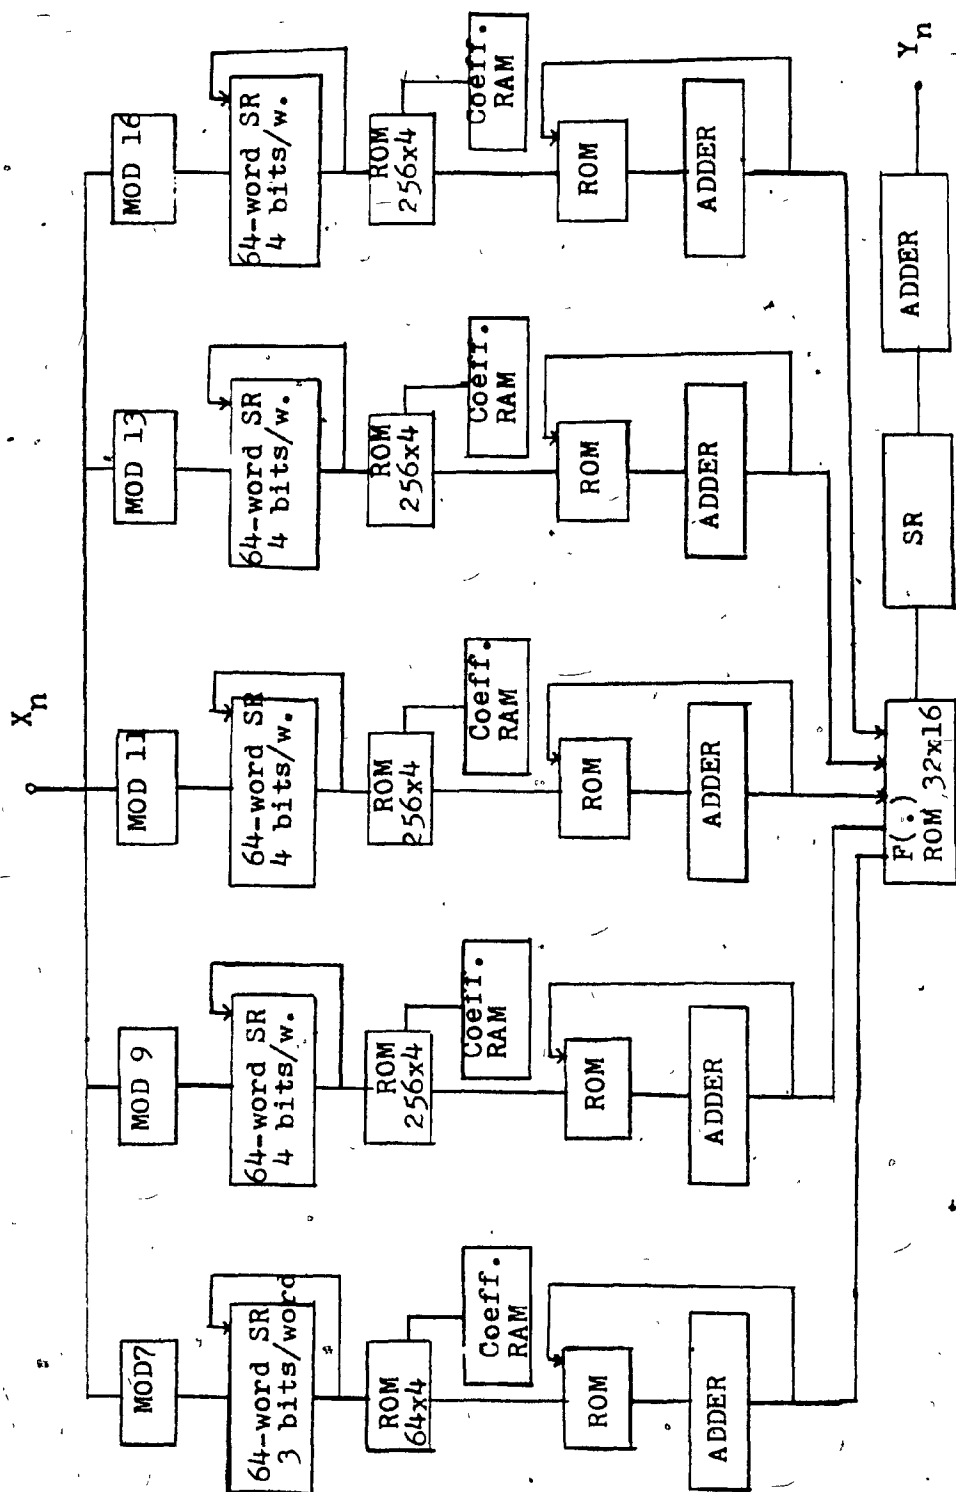 X_n
MOD7
MOD 9
MOD 11
MOD 13
MOD 16
64-word SR
3 bits/word
64-word SR
4 bits/w.
64-word SR
4 bits/w.
64-word SR
4 bits/w.
64-word SR
4 bits/w.
ROM
64x4
ROM
256x4
ROM
256x4
ROM
256x4
ROM
256x4
Coeff.
RAM
Coeff.
RAM
Coeff.
RAM
Coeff.
RAM
Coeff.
RAM
ROM
ROM
ROM
ROM
ROM
ADDER
ADDER
ADDER
ADDER
ADDER
F(.)
ROM,32x16
SR
ADDER
Y_n